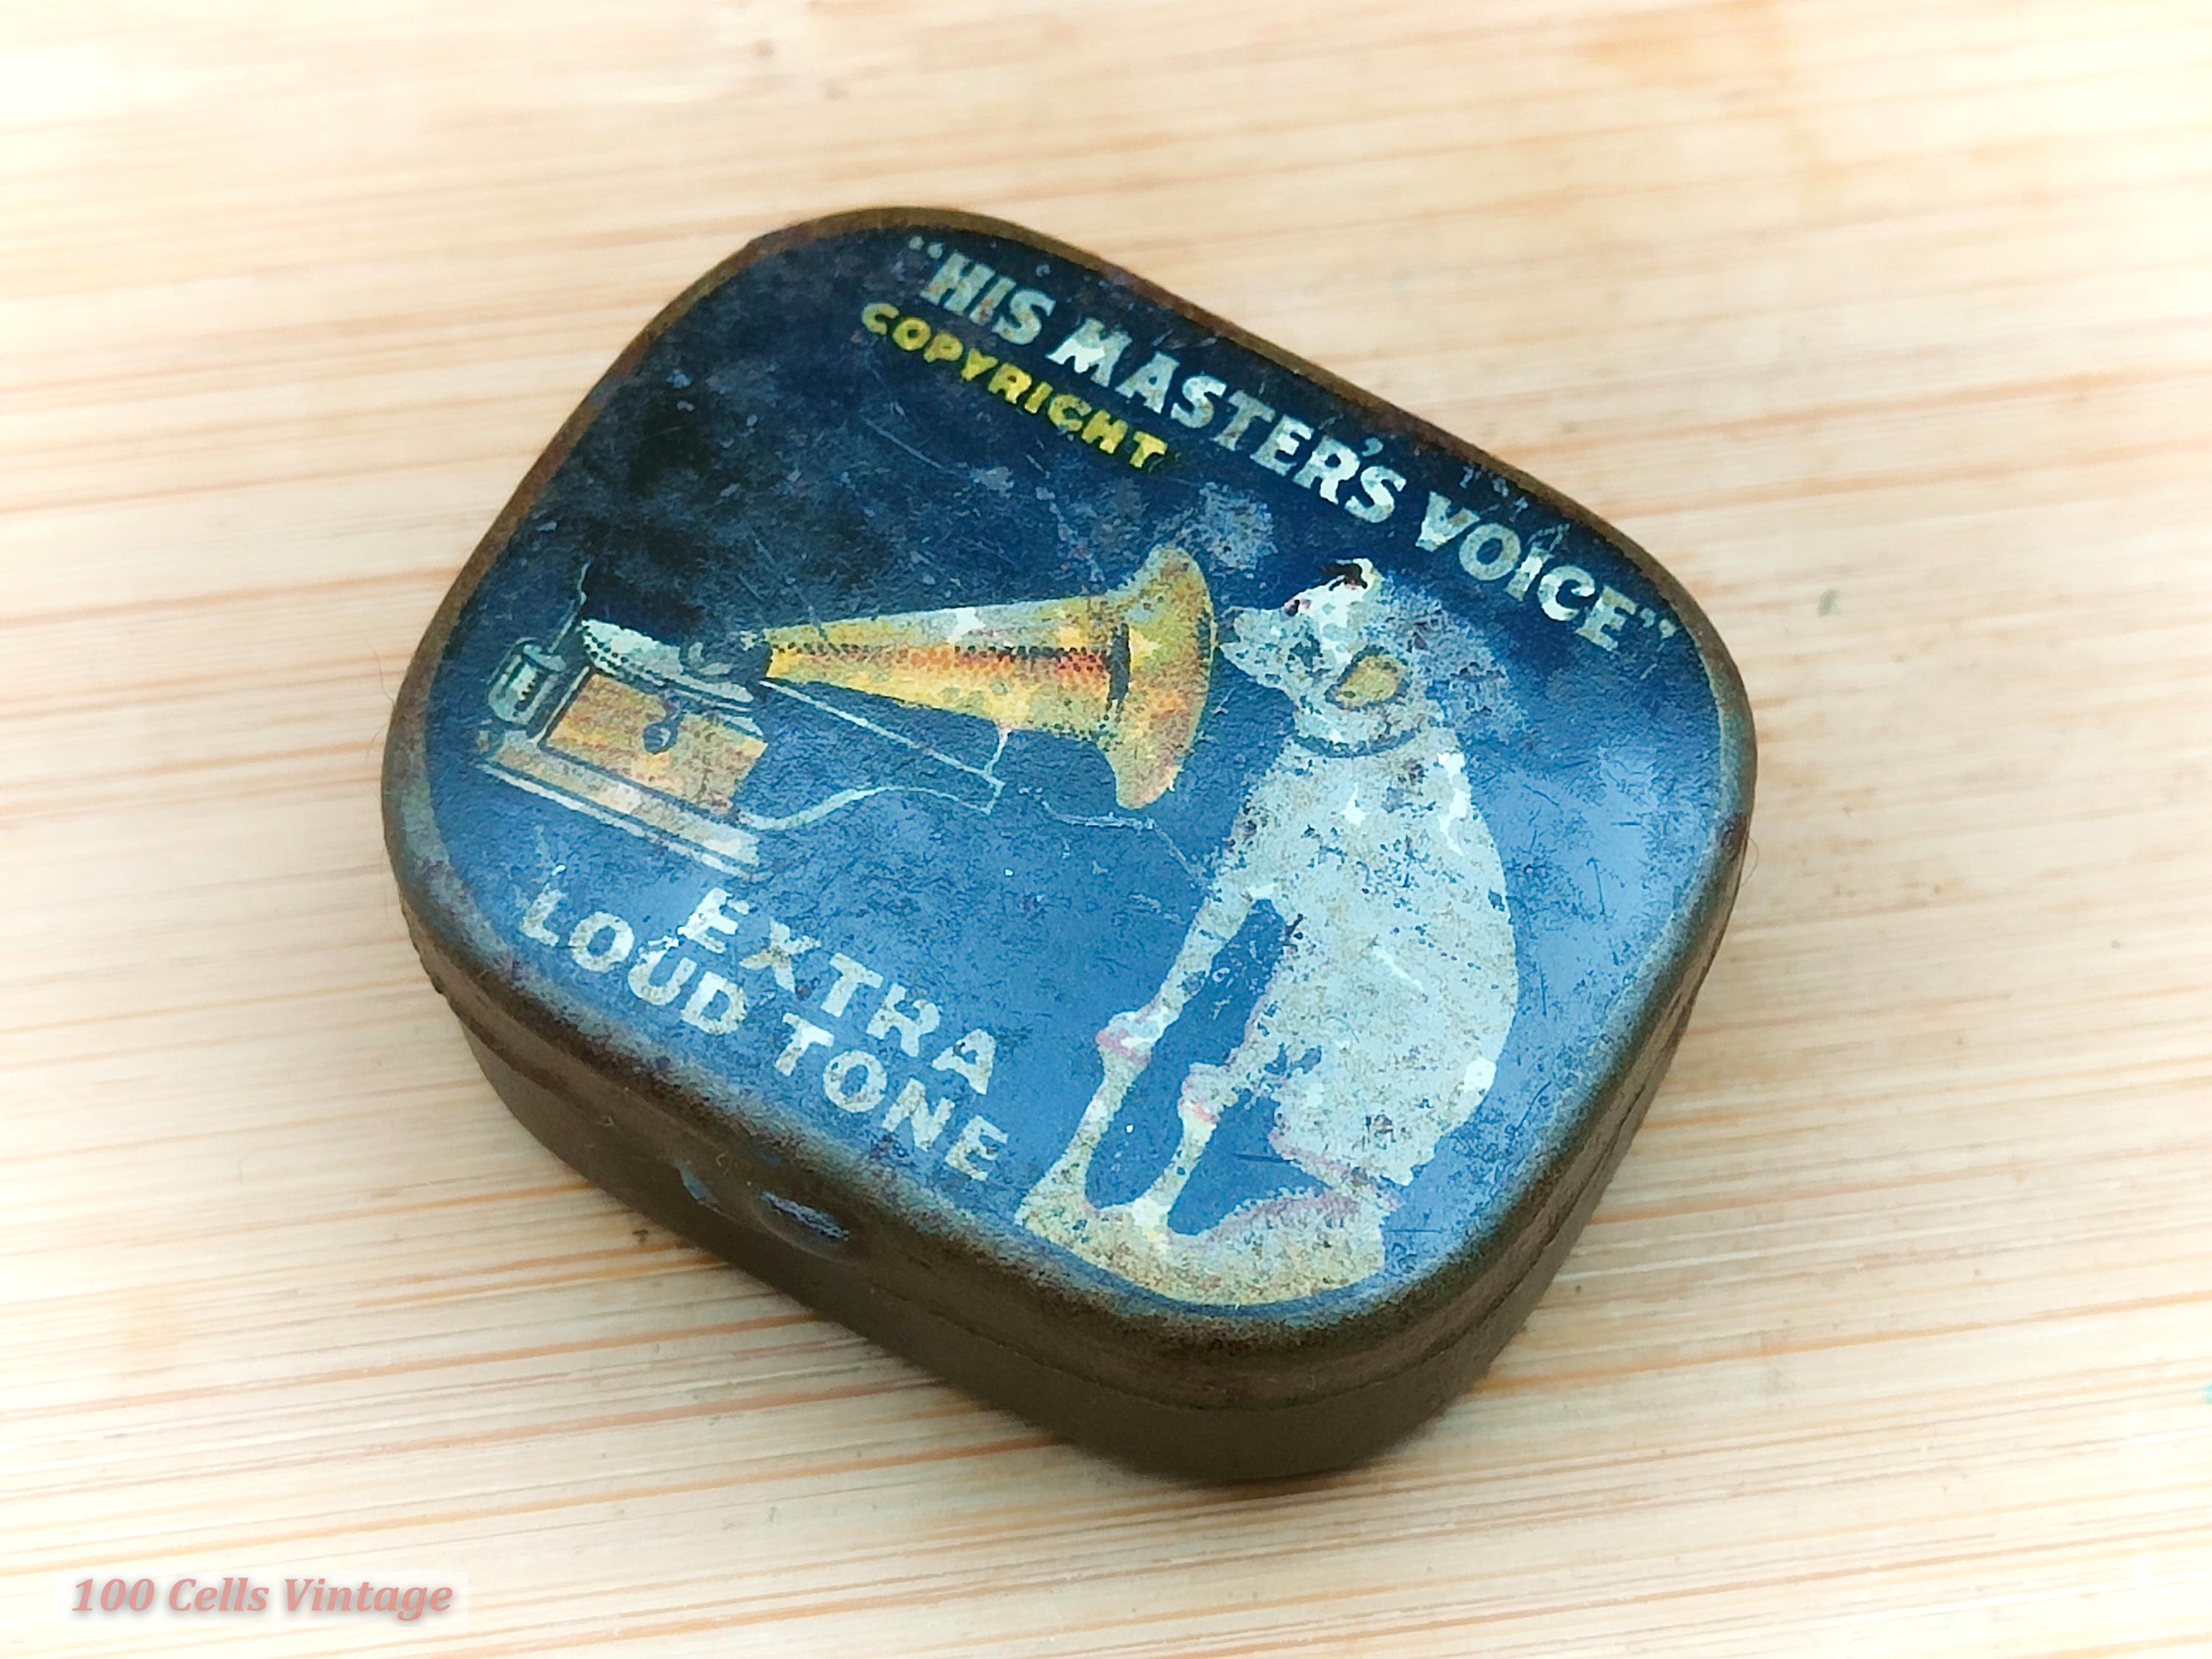 “HIS MASTER'S VOICE”
COPYRIGHT
EXTRA
LOUD TONE
100 Cells Vintage